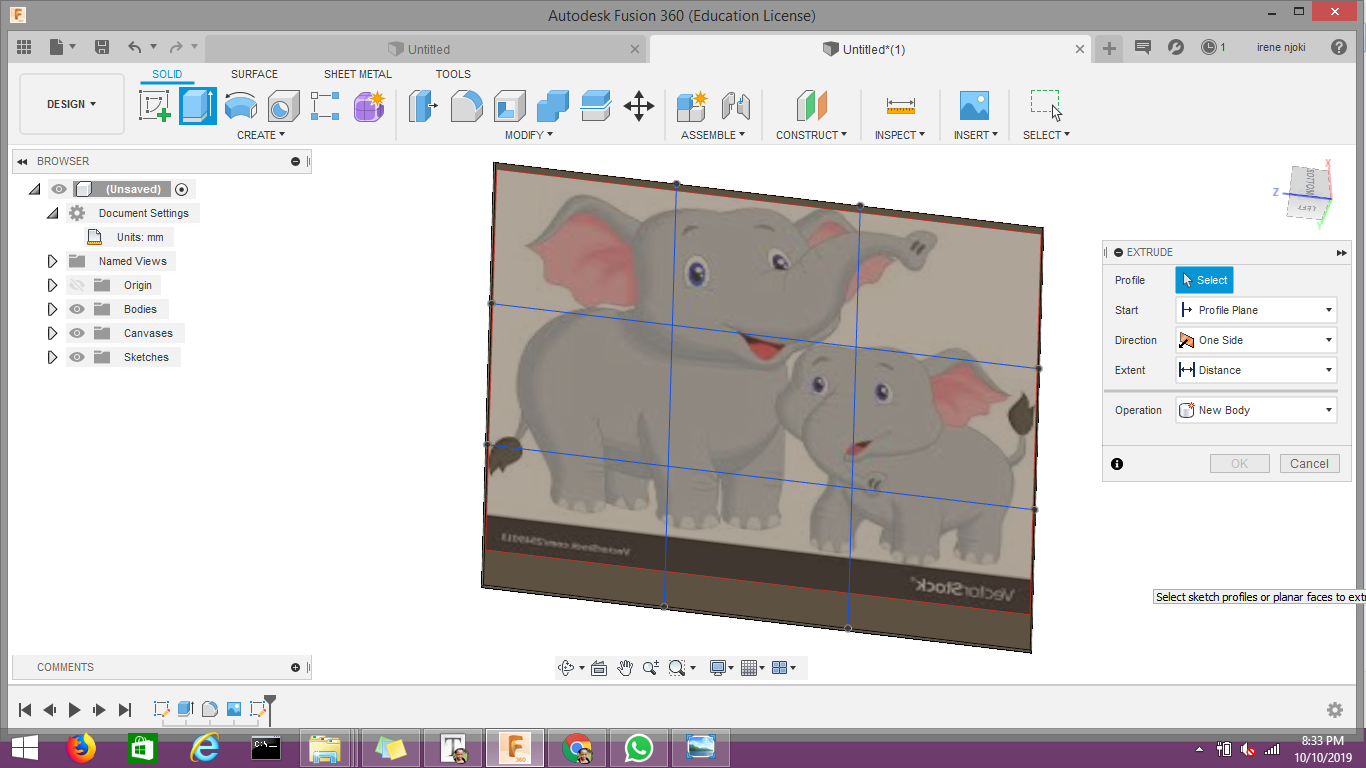 Autodesk Fusion 360 (Education License)
Untitled
Untitled*(1)
1
irene njoki
DESIGN
SOLID
SURFACE
SHEET METAL
TOOLS
CREATE
MODIFY
ASSEMBLE
CONSTRUCT
INSPECT
INSERT
SELECT
BROWSER
(Unsaved)
Document Settings
Units: mm
Named Views
Origin
Bodies
Canvases
Sketches
X
Z
Y
BOTTOM
LEFT
EXTRUDE
Profile
Select
Start
Profile Plane
Direction
One Side
Extent
Distance
Operation
New Body
OK
Cancel
VectorStock.com/2549313
VectorStock®
Select sketch profiles or planar faces to extr
COMMENTS
C:\_
T
F
360
8:33 PM
10/10/2019